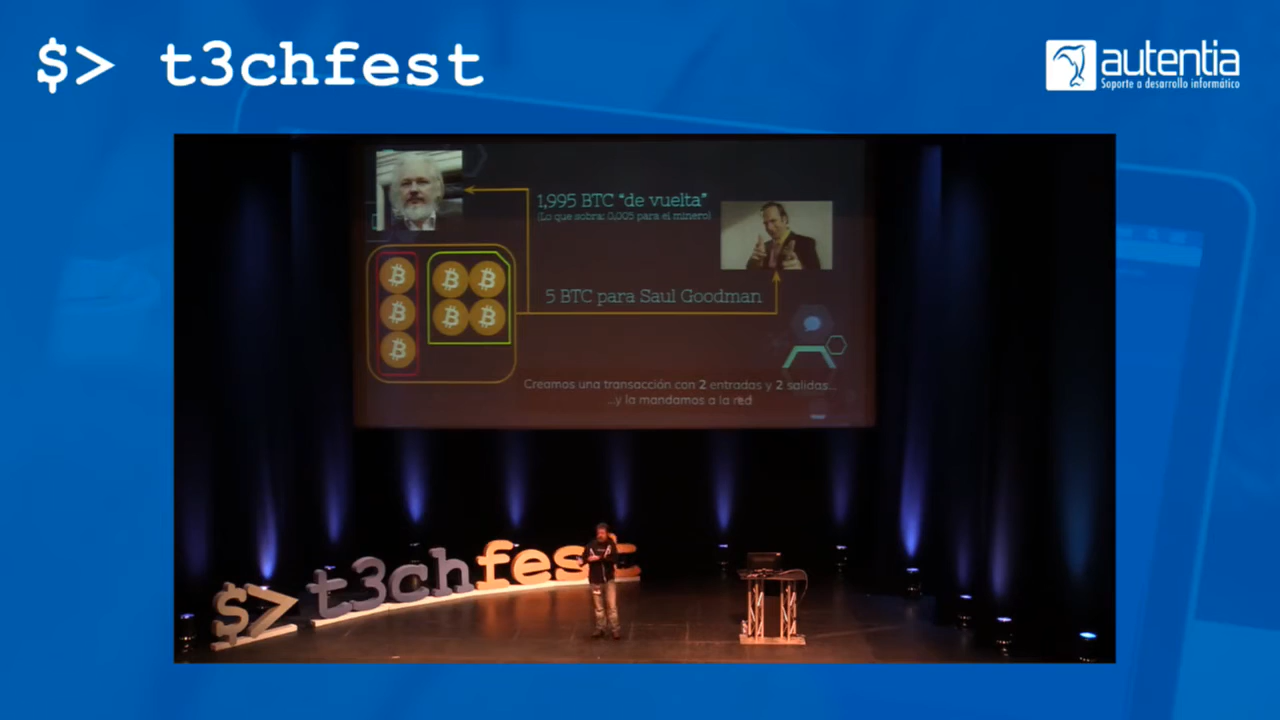 $> t3chfest
autentia
Soporte a desarrollo informático
1,995 BTC “de vuelta”
(Lo que sobra: 0,005 para el minero)
5 BTC para Saul Goodman
Creamos una transacción con 2 entradas y 2 salidas...
...y la mandamos a la red
$> t3chfest